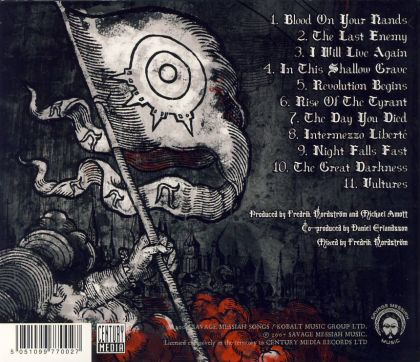 1. Blood On Your Hands
2. The Last Enemy
3. I Will Live Again
4. In This Shallow Grave
5. Revolution Begins
6. Rise Of The Tyrant
7. The Day You Died
8. Intermezzo Liberté
9. Night Falls Fast
10. The Great Darkness
11. Vultures
Produced by Fredrik Nordström and Michael Amott
Co-produced by Daniel Erlandsson
Mixed by Fredrik Nordström
SAVAGE MESSIAH SONGS / KOBALT MUSIC GROUP LTD.
℗ 2007 SAVAGE MESSIAH MUSIC.
Licensed exclusively in the territory to CENTURY MEDIA RECORDS LTD
5 051099 770027
CENTURY
MEDIA
SAVAGE MESSIAH
MUSIC